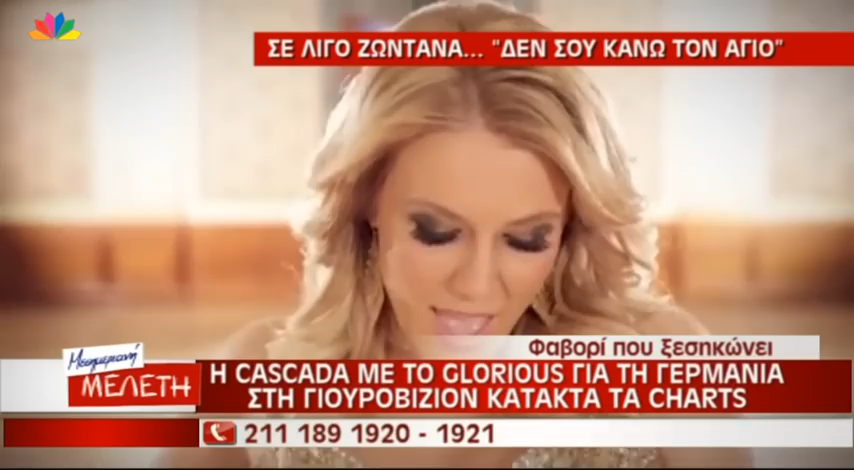 ΣΕ ΛΙΓΟ ΖΩΝΤΑΝΑ... "ΔΕΝ ΣΟΥ ΚΑΝΩ ΤΟΝ ΑΓΙΟ"
Φαβορί που ξεσηκώνει
Μεσημεριανή
ΜΕΛΕΤΗ
Η CASCADA ΜΕ ΤΟ GLORIOUS ΓΙΑ ΤΗ ΓΕΡΜΑΝΙΑ
ΣΤΗ ΓΙΟΥΡΟΒΙΖΙΟΝ ΚΑΤΑΚΤΑ ΤΑ CHARTS
211 189 1920 - 1921